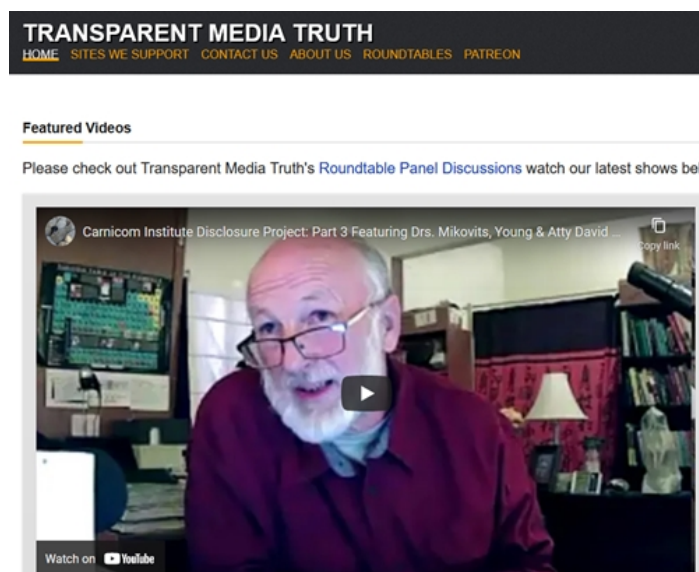 TRANSPARENT MEDIA TRUTH
HOME SITES WE SUPPORT CONTACT US ABOUT US ROUNDTABLES PATREON
Featured Videos
Please check out Transparent Media Truth's Roundtable Panel Discussions watch our latest shows be
Carnicom Institute Disclosure Project: Part 3 Featuring Drs. Mikovits, Young & Atty David ...
Copy link
Watch on YouTube